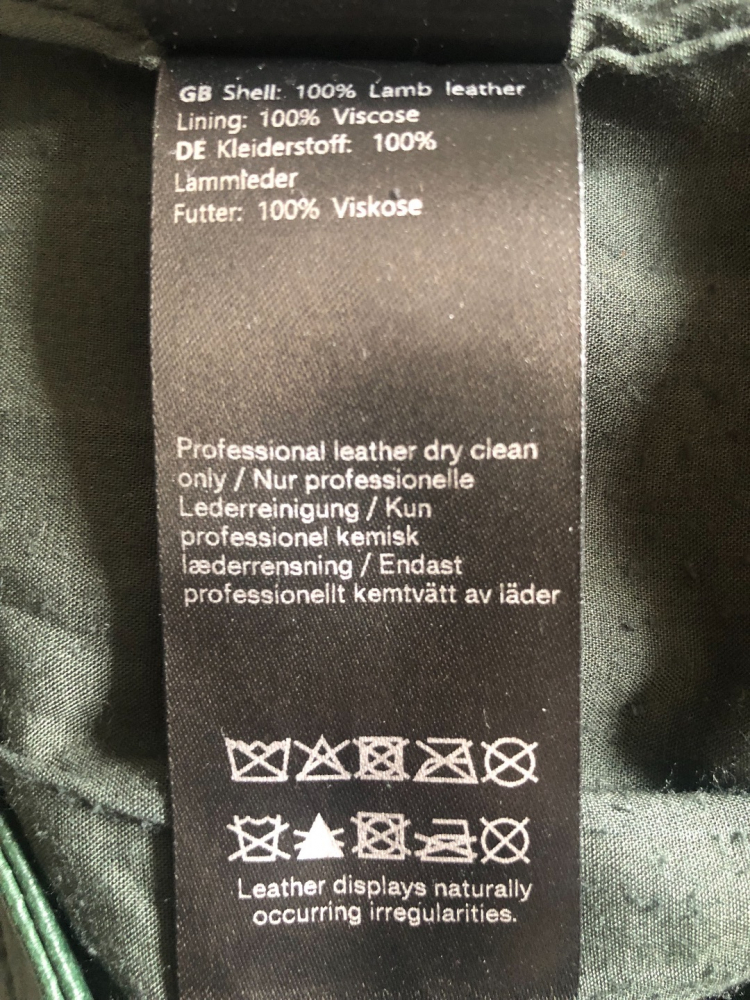 GB Shell: 100% Lamb leather
Lining: 100% Viscose
DE Kleiderstoff: 100%
Lammleder
Futter: 100% Viskose
Professional leather dry clean
only / Nur professionelle
Lederreinigung / Kun
professionel kemisk
læderrensning / Endast
professionellt kemtvätt av läder
Leather displays naturally
occurring irregularities.